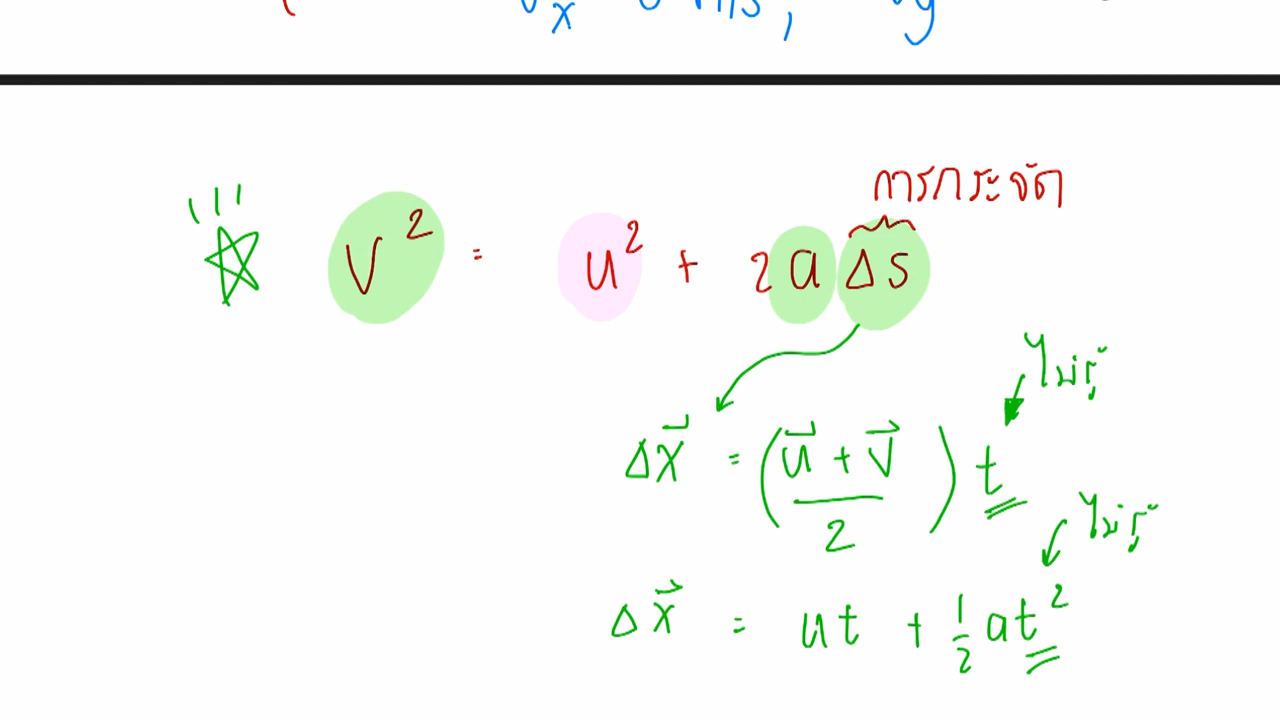 การกระจัด
v² = u² + 2aΔs
ไม่รู้
Δx⃗ = (u⃗ + v⃗ / 2) t
ไม่รู้
Δx⃗ = ut + ½at²